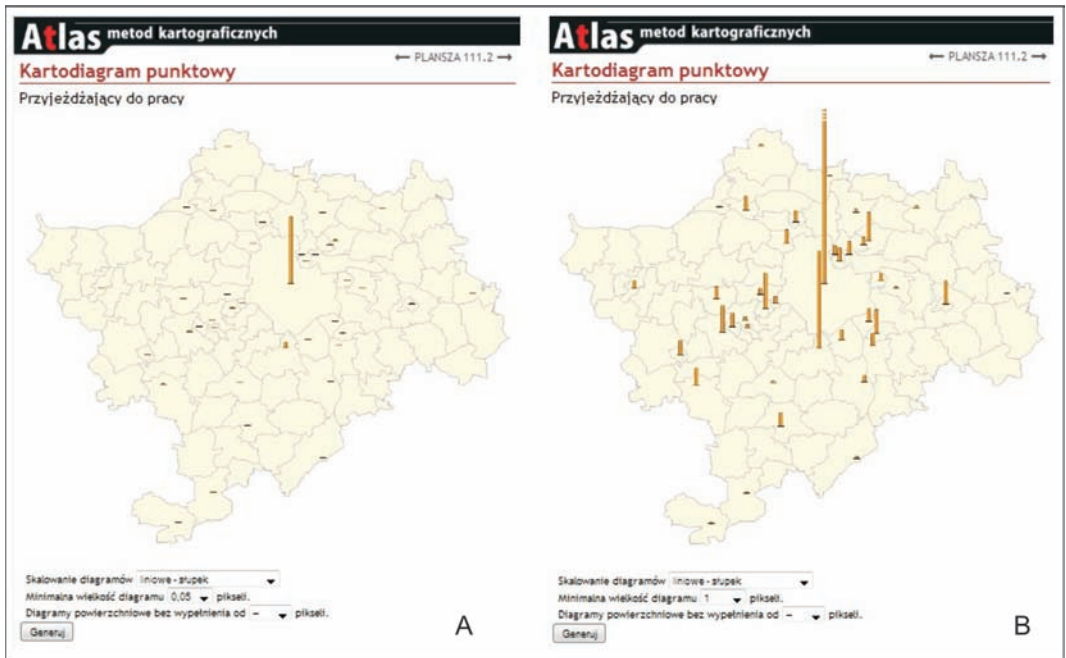 Atlas metod kartograficznych
← PLANSZA 111.2 →
Kartodiagram punktowy
Przyjeżdżający do pracy
Skalowanie diagramów liniowe - słupek
Minimalna wielkość diagramu 0,05 pikseli.
Diagramy powierzchniowe bez wypełnienia od – pikseli.
Generuj
A
Atlas metod kartograficznych
← PLANSZA 111.2 →
Kartodiagram punktowy
Przyjeżdżający do pracy
Skalowanie diagramów liniowe - słupek
Minimalna wielkość diagramu 1 pikseli.
Diagramy powierzchniowe bez wypełnienia od – pikseli.
Generuj
B